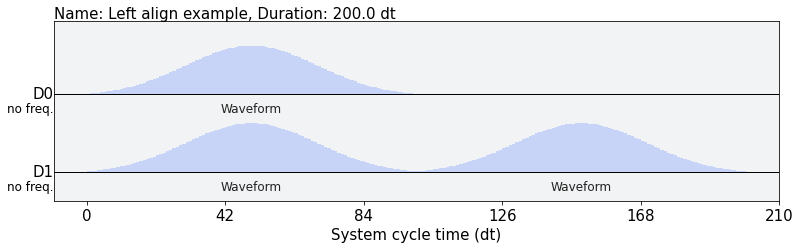 Name: Left align example, Duration: 200.0 dt
D0
no freq.
Waveform
D1
no freq.
Waveform
Waveform
0 42 84 126 168 210
System cycle time (dt)